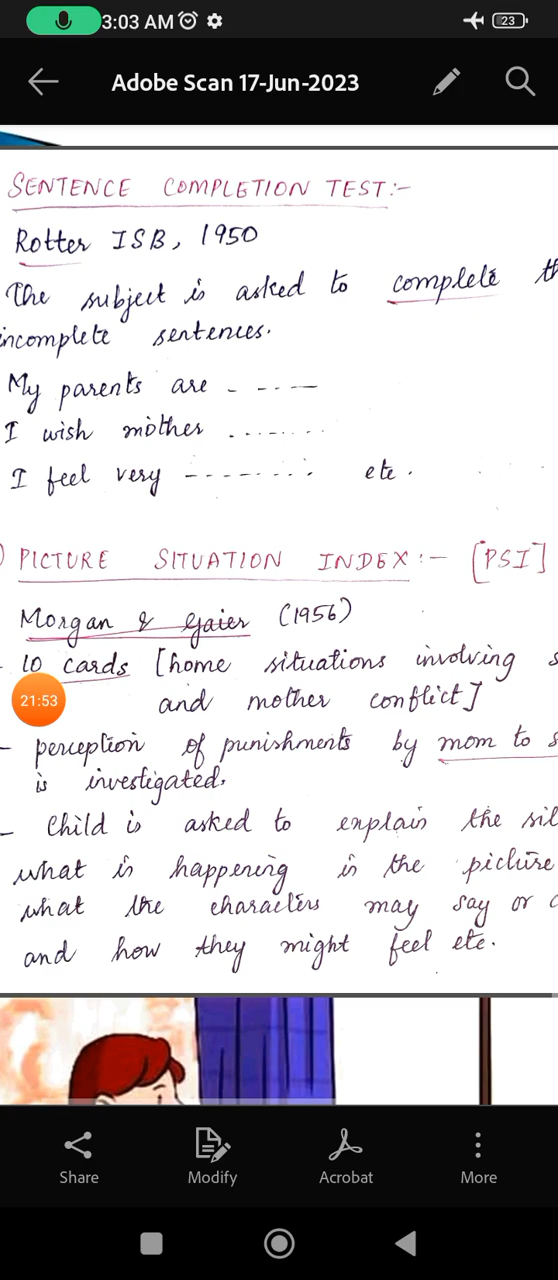 3:03 AM
23
Adobe Scan 17-Jun-2023
SENTENCE COMPLETION TEST:-
Rotter ISB, 1950
The subject is asked to complete th
incomplete sentences.
My parents are - - - - —
I wish mother .........
I feel very - - - - - - - - . etc.
) PICTURE SITUATION INDEX:- [PSI]
Morgan & Gaier (1956)
- 10 cards [home situations involving s
21:53
and mother conflict]
- perception of punishments by mom to s
is investigated.
- Child is asked to explain the sit
what is happening is the picture
what the characters may say or d
and how they might feel etc.
Share
Modify
Acrobat
More